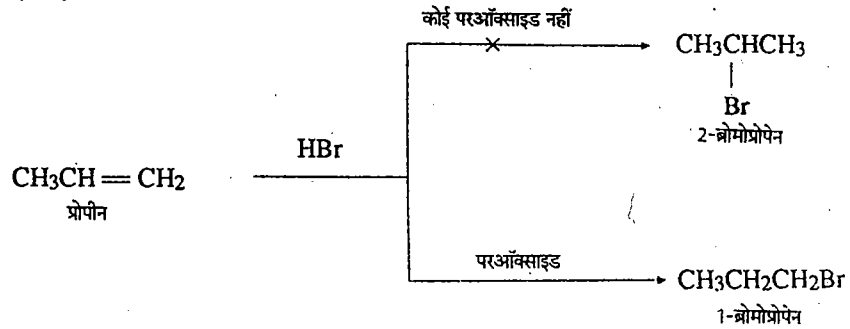 कोई परऑक्साइड नहीं
CH3CHCH3
Br
2-ब्रोमोप्रोपेन
HBr
CH3CH=CH2
प्रोपीन
परऑक्साइड
CH3CH2CH2Br
1-ब्रोमोप्रोपेन